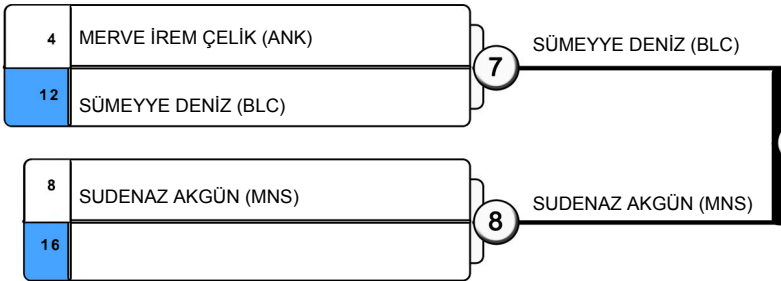 4 MERVE İREM ÇELİK (ANK)
7 SÜMEYYE DENİZ (BLC)
12 SÜMEYYE DENİZ (BLC)
8 SUDENAZ AKGÜN (MNS)
8 SUDENAZ AKGÜN (MNS)
16